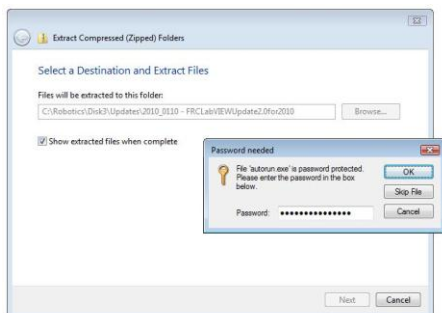 Extract Compressed (Zipped) Folders
Select a Destination and Extract Files
Files will be extracted to this folder:
C:\Robotics\Disk3\Updates\2010_0110 - FRCLabVIEWUpdate2.0for2010
Browse...
Show extracted files when complete
Password needed
File 'autorun.exe' is password protected.
Please enter the password in the box
below.
OK
Skip File
Password: •••••••••••••••
Cancel
Next
Cancel